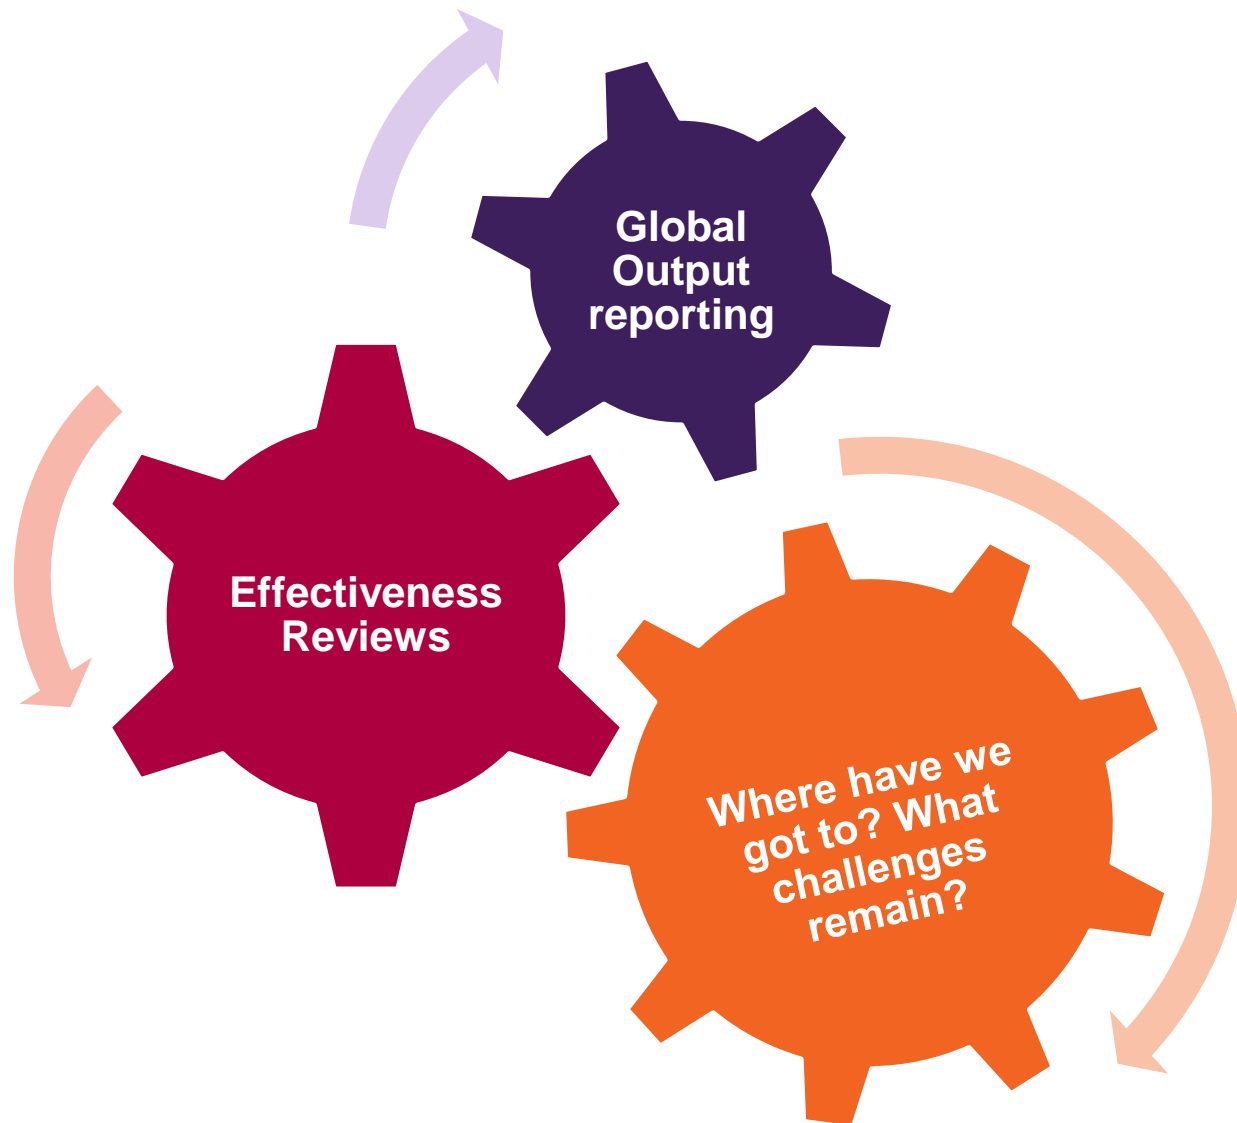 Global
Output
reporting
Effectiveness
Reviews
Where have we
got to? What
challenges
remain?